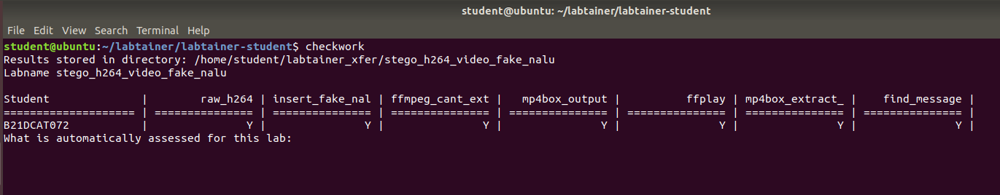 student@ubuntu: ~/labtainer/labtainer-student
File Edit View Search Terminal Help
student@ubuntu:~/labtainer/labtainer-student$ checkwork
Results stored in directory: /home/student/labtainer_xfer/stego_h264_video_fake_nalu
Labname stego_h264_video_fake_nalu
Student | raw_h264 | insert_fake_nal | ffmpeg_cant_ext | mp4box_output | ffplay | mp4box_extract_ | find_message |
==================== | =============== | =============== | =============== | =============== | =============== | =============== | =============== |
B21DCAT072 | Y | Y | Y | Y | Y | Y | Y |
What is automatically assessed for this lab: